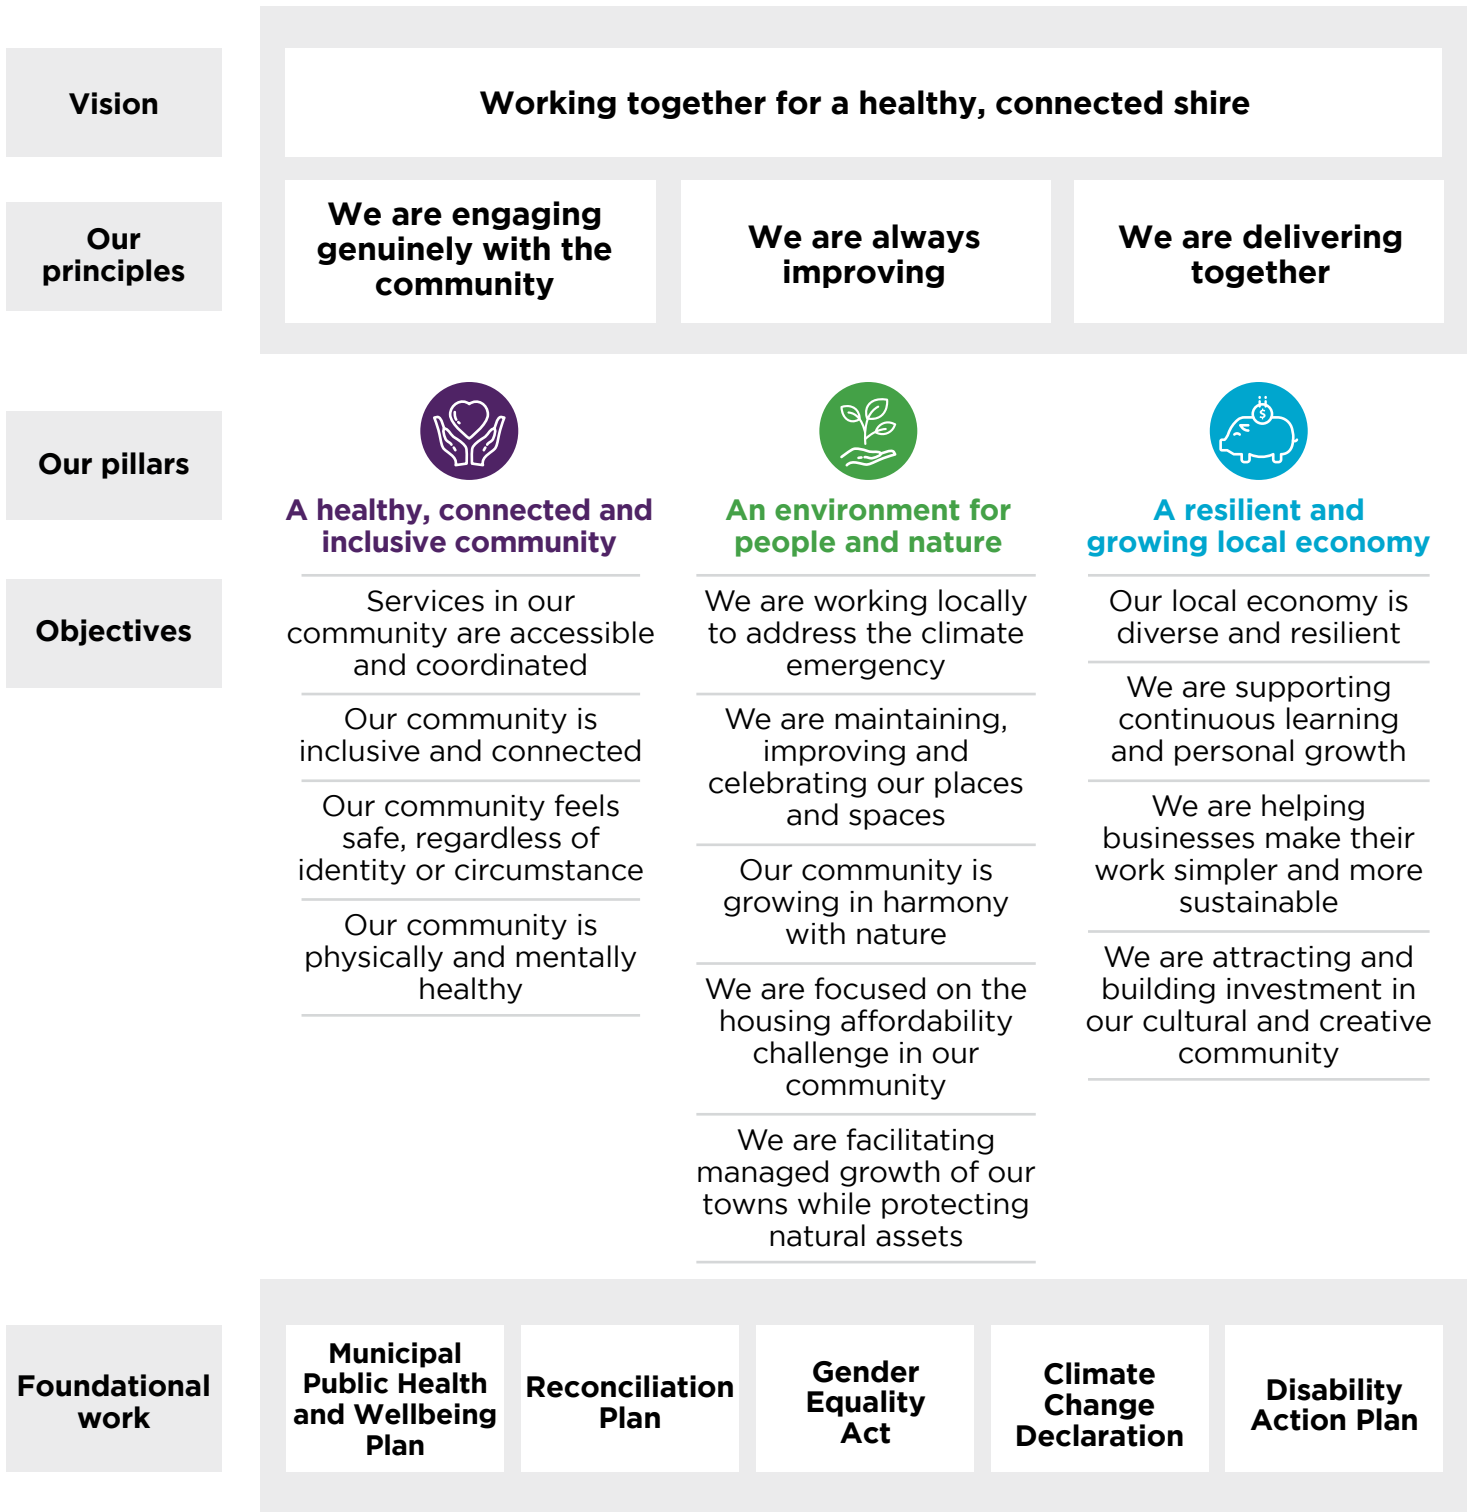 Vision
Working together for a healthy, connected shire
Our
principles
We are engaging
genuinely with the
community
We are always
improving
We are delivering
together
Our pillars
$
A healthy, connected and
inclusive community
An environment for
people and nature
A resilient and
growing local economy
Objectives
Services in our
community are accessible
and coordinated
Our community is
inclusive and connected
Our community feels
safe, regardless of
identity or circumstance
Our community is
physically and mentally
healthy
We are working locally
to address the climate
emergency
We are maintaining,
improving and
celebrating our places
and spaces
Our community is
growing in harmony
with nature
We are focused on the
housing affordability
challenge in our
community
We are facilitating
managed growth of our
towns while protecting
natural assets
Our local economy is
diverse and resilient
We are supporting
continuous learning
and personal growth
We are helping
businesses make their
work simpler and more
sustainable
We are attracting and
building investment in
our cultural and creative
community
Foundational
work
Municipal
Public Health
and Wellbeing
Plan
Reconciliation
Plan
Gender
Equality
Act
Climate
Change
Declaration
Disability
Action Plan